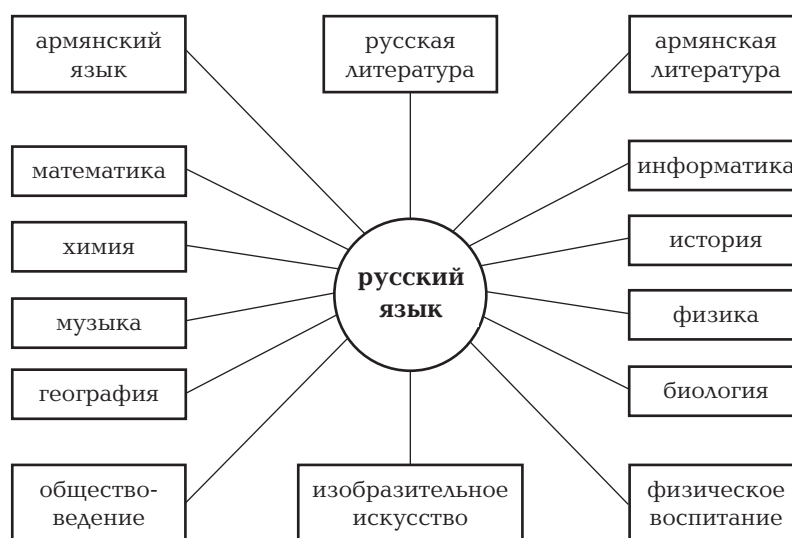 армянский
язык
русская
литература
армянская
литература
математика
информатика
химия
история
русский
язык
музыка
физика
география
биология
общество-
ведение
изобразительное
искусство
физическое
воспитание